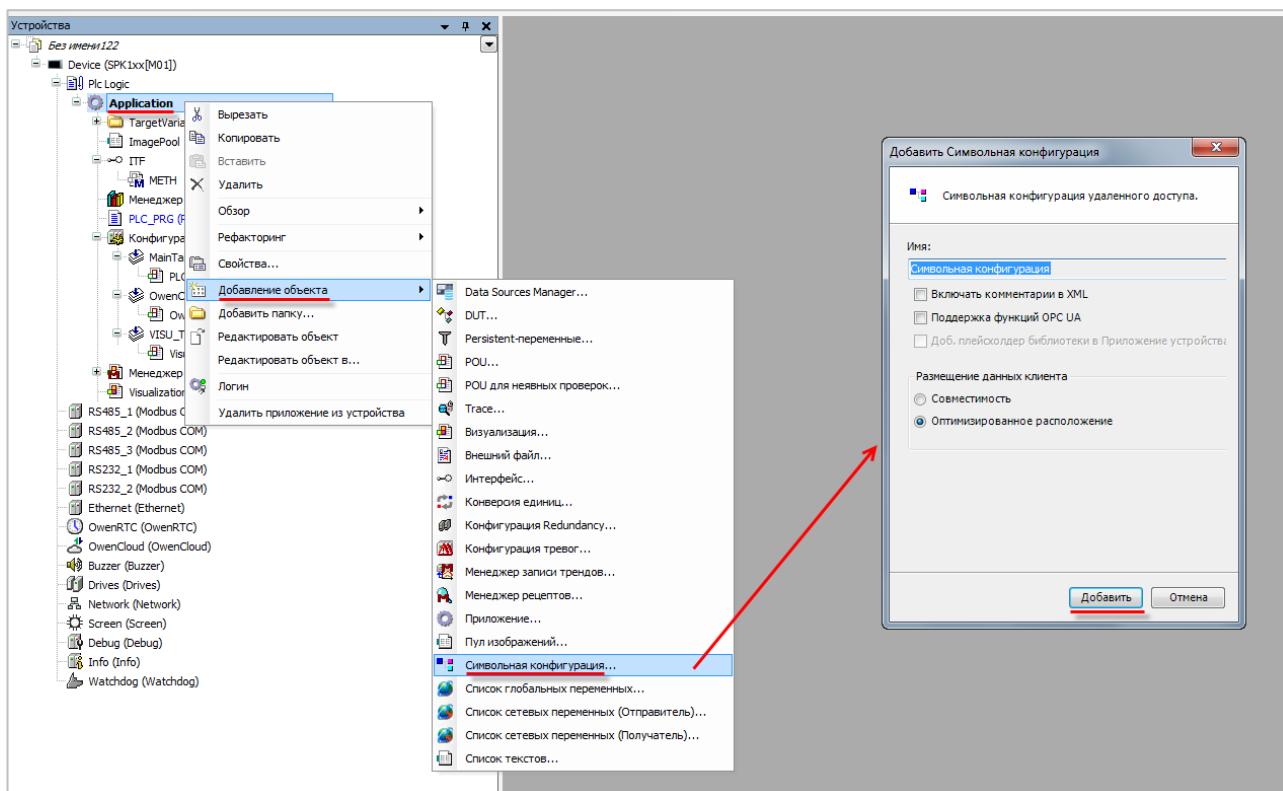 Устройства
Без имени122
Device (SPK1xx[M01])
Plc Logic
Application
TargetVaria
ImagePool
ITF
METH
Менеджер
PLC_PRG (P
Конфигура
MainTa
PLC
OwenC
Ow
VISU_T
Visu
Менеджер
Visualization
RS485_1 (Modbus C
RS485_2 (Modbus COM)
RS485_3 (Modbus COM)
RS232_1 (Modbus COM)
RS232_2 (Modbus COM)
Ethernet (Ethernet)
OwenRTC (OwenRTC)
OwenCloud (OwenCloud)
Buzzer (Buzzer)
Drives (Drives)
Network (Network)
Screen (Screen)
Debug (Debug)
Info (Info)
Watchdog (Watchdog)
Вырезать
Копировать
Вставить
Удалить
Обзор
Рефакторинг
Свойства...
Добавление объекта
Добавить папку...
Редактировать объект
Редактировать объект в...
Логин
Удалить приложение из устройства
Data Sources Manager...
DUT...
Persistent-переменные...
POU...
POU для неявных проверок...
Trace...
Визуализация...
Внешний файл...
Интерфейс...
Конверсия единиц...
Конфигурация Redundancy...
Конфигурация тревог...
Менеджер записи трендов...
Менеджер рецептов...
Приложение...
Пул изображений...
Символьная конфигурация...
Список глобальных переменных...
Список сетевых переменных (Отправитель)...
Список сетевых переменных (Получатель)...
Список текстов...
Добавить Символьная конфигурация
Символьная конфигурация удаленного доступа.
Имя:
Символьная конфигурация
Включать комментарии в XML
Поддержка функций OPC UA
Доб. плейсхолдер библиотеки в Приложение устройства
Размещение данных клиента
Совместимость
Оптимизированное расположение
Добавить
Отмена